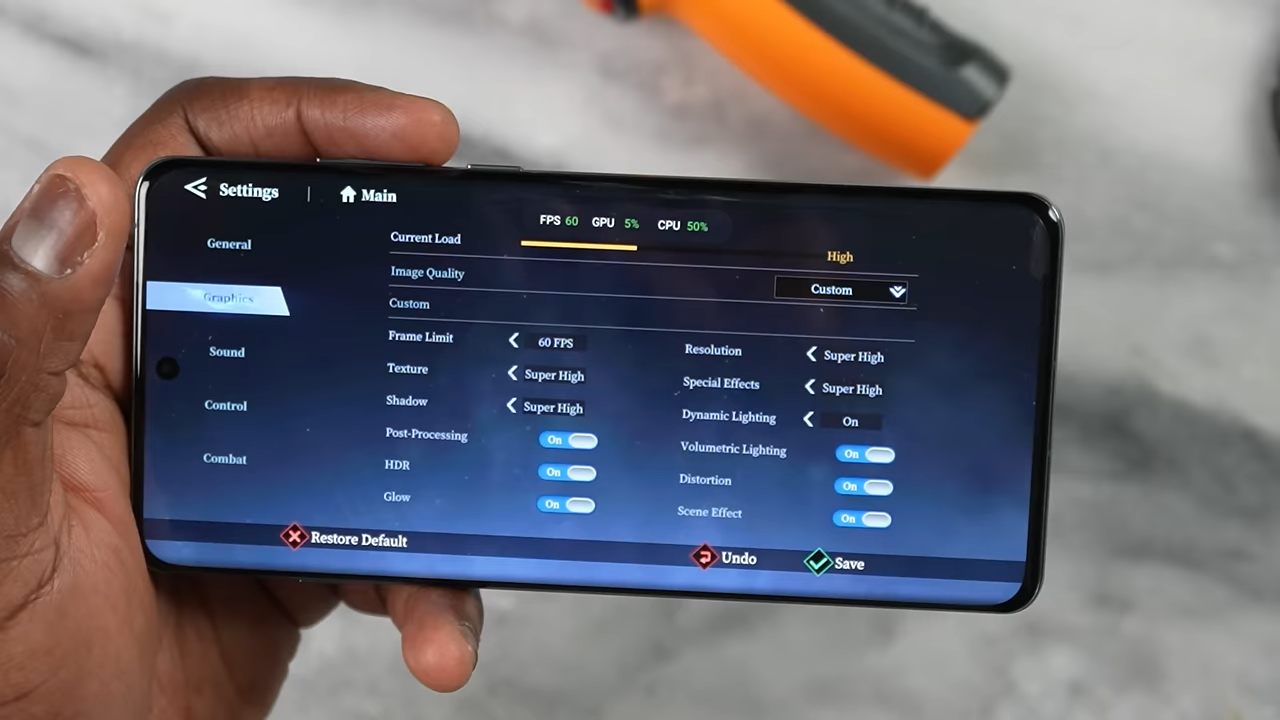 Settings | Main
FPS 60 GPU 5% CPU 50%
General
Graphics
Sound
Control
Combat
Current Load
High
Image Quality
Custom
Custom
Frame Limit
60 FPS
Resolution
Super High
Texture
Super High
Special Effects
Super High
Shadow
Super High
Dynamic Lighting
On
Post-Processing
On
Volumetric Lighting
On
HDR
On
Distortion
On
Glow
On
Scene Effect
On
Restore Default
Undo
Save